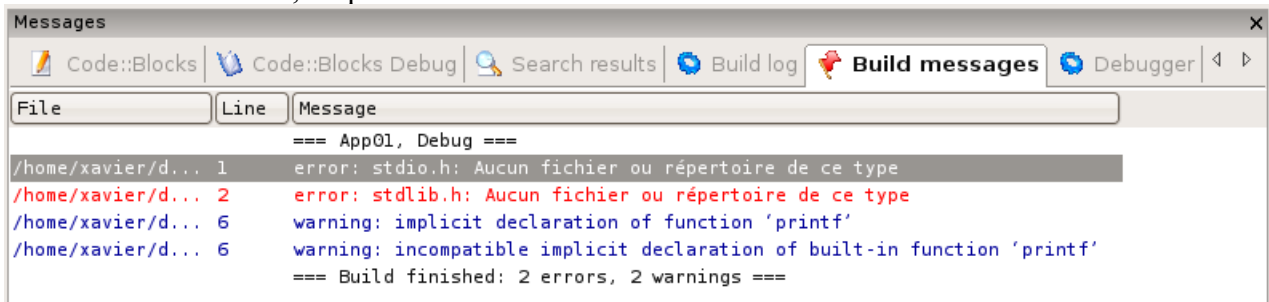 Messages
Code::Blocks Code::Blocks Debug Search results Build log Build messages Debugger
File Line Message
=== App01, Debug ===
/home/xavier/d... 1 error: stdio.h: Aucun fichier ou répertoire de ce type
/home/xavier/d... 2 error: stdlib.h: Aucun fichier ou répertoire de ce type
/home/xavier/d... 6 warning: implicit declaration of function ‘printf’
/home/xavier/d... 6 warning: incompatible implicit declaration of built-in function ‘printf’
=== Build finished: 2 errors, 2 warnings ===